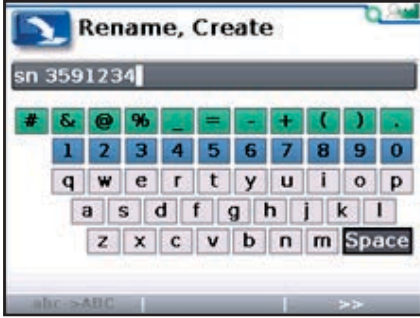 Rename, Create
sn 3591234
# & @ % _ = - + ( ) .
1 2 3 4 5 6 7 8 9 0
q w e r t y u i o p
a s d f g h j k l
z x c v b n m Space
abc->ABC >>